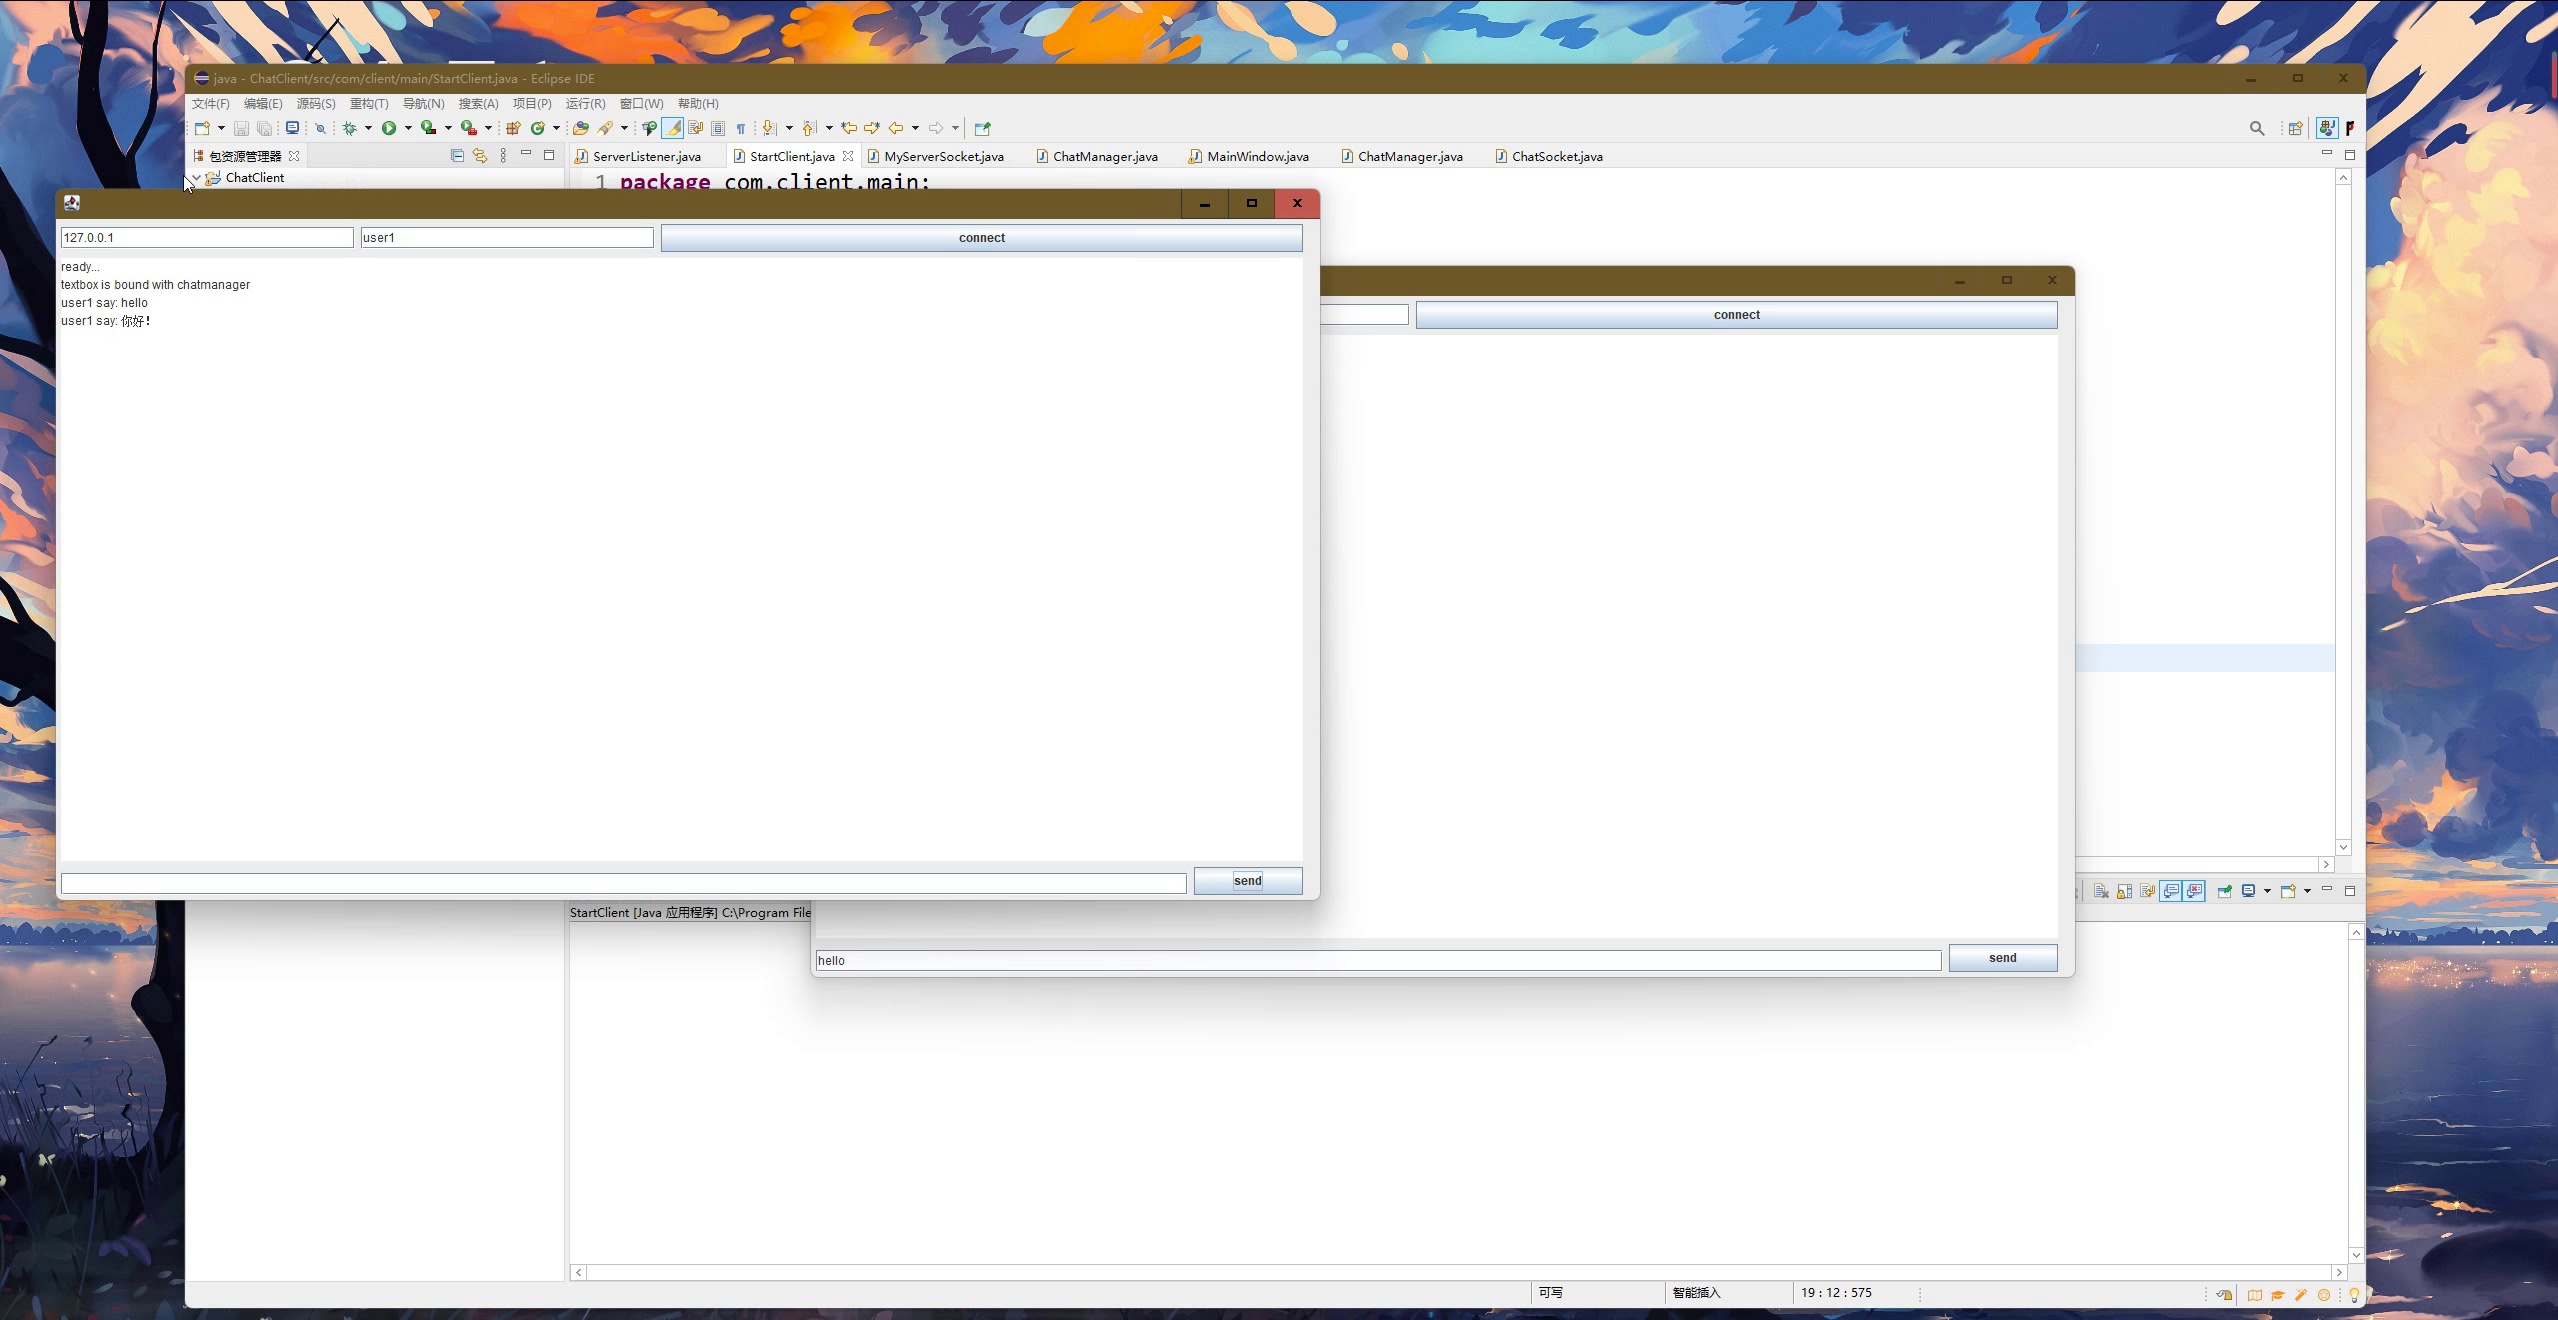 java - ChatClient/src/com/client/main/StartClient.java - Eclipse IDE
文件(F) 编辑(E) 源码(S) 重构(T) 导航(N) 搜索(A) 项目(P) 运行(R) 窗口(W) 帮助(H)
包资源管理器
ServerListener.java StartClient.java MyServerSocket.java ChatManager.java MainWindow.java ChatManager.java ChatSocket.java
ChatClient
1 package com.client.main;
127.0.0.1 user1 connect
ready...
textbox is bound with chatmanager
user1 say: hello
user1 say: 你好!
send
connect
hello send
StartClient [Java 应用程序] C:\Program File
可写 智能插入 19 : 12 : 575